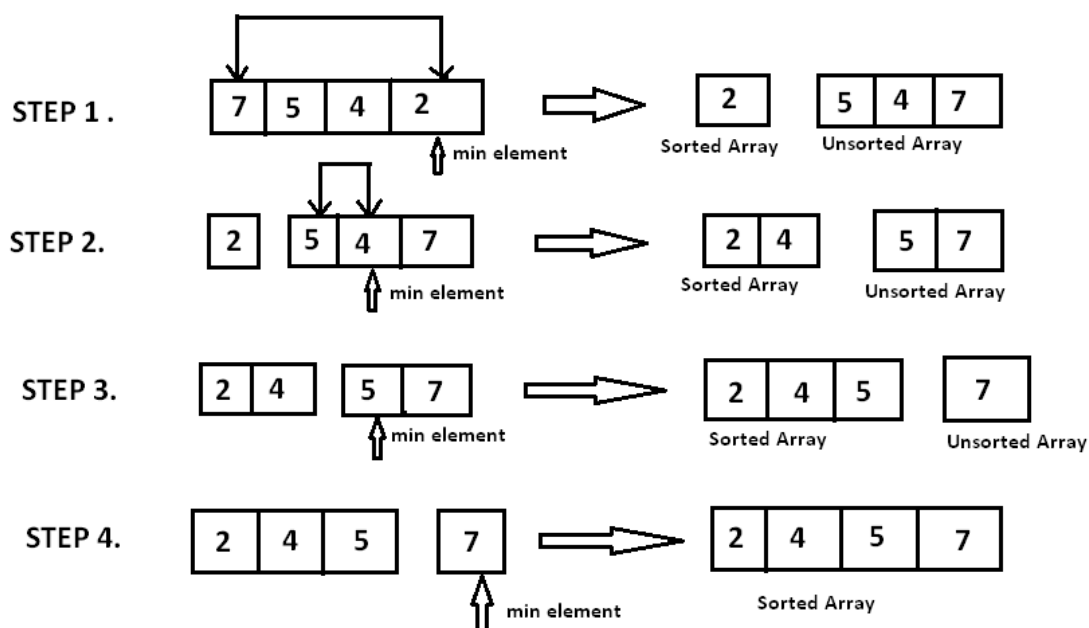 STEP 1 .
7 5 4 2
min element
2
Sorted Array
5 4 7
Unsorted Array
STEP 2.
2
5 4 7
min element
2 4
Sorted Array
5 7
Unsorted Array
STEP 3.
2 4
5 7
min element
2 4 5
Sorted Array
7
Unsorted Array
STEP 4.
2 4 5
7
min element
2 4 5 7
Sorted Array